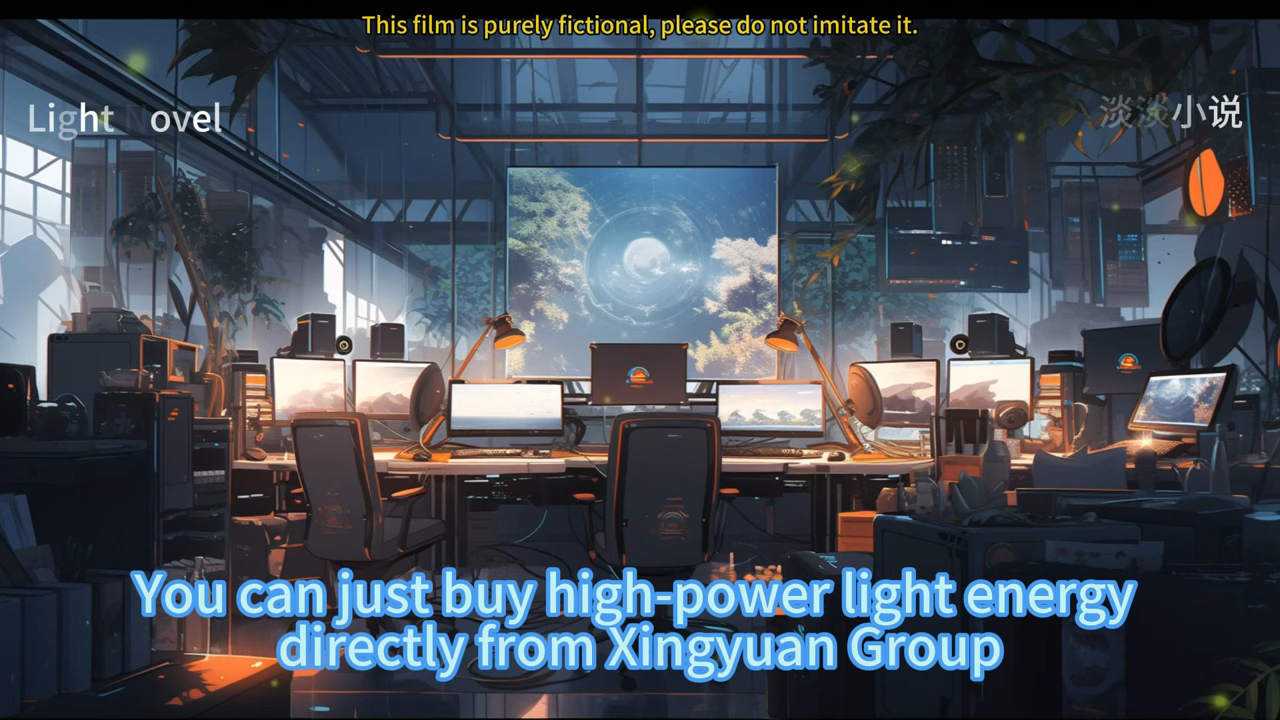 This film is purely fictional, please do not imitate it.
Light Novel
淡淡小说
You can just buy high-power light energy
directly from Xingyuan Group